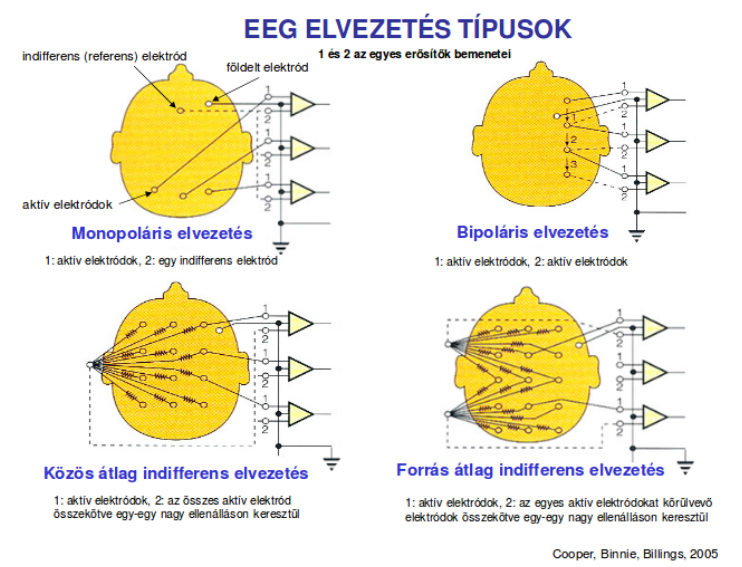 EEG ELVEZETÉS TÍPUSOK
1 és 2 az egyes erősítők bemenetei
indifferens (referens) elektród
földelt elektród
1
2
1
2
1
2
aktív elektródok
Monopoláris elvezetés
1: aktív elektródok, 2: egy indifferens elektród
1
2
3
1
2
1
2
1
2
Bipoláris elvezetés
1: aktív elektródok, 2: aktív elektródok
1
2
1
2
1
2
Közös átlag indifferens elvezetés
1: aktív elektródok, 2: az összes aktív elektród
összekötve egy-egy nagy ellenálláson keresztül
1
2
1
2
1
2
Forrás átlag indifferens elvezetés
1: aktív elektródok, 2: az egyes aktív elektródokat körülvevő
elektródok összekötve egy-egy nagy ellenálláson keresztül
Cooper, Binnie, Billings, 2005